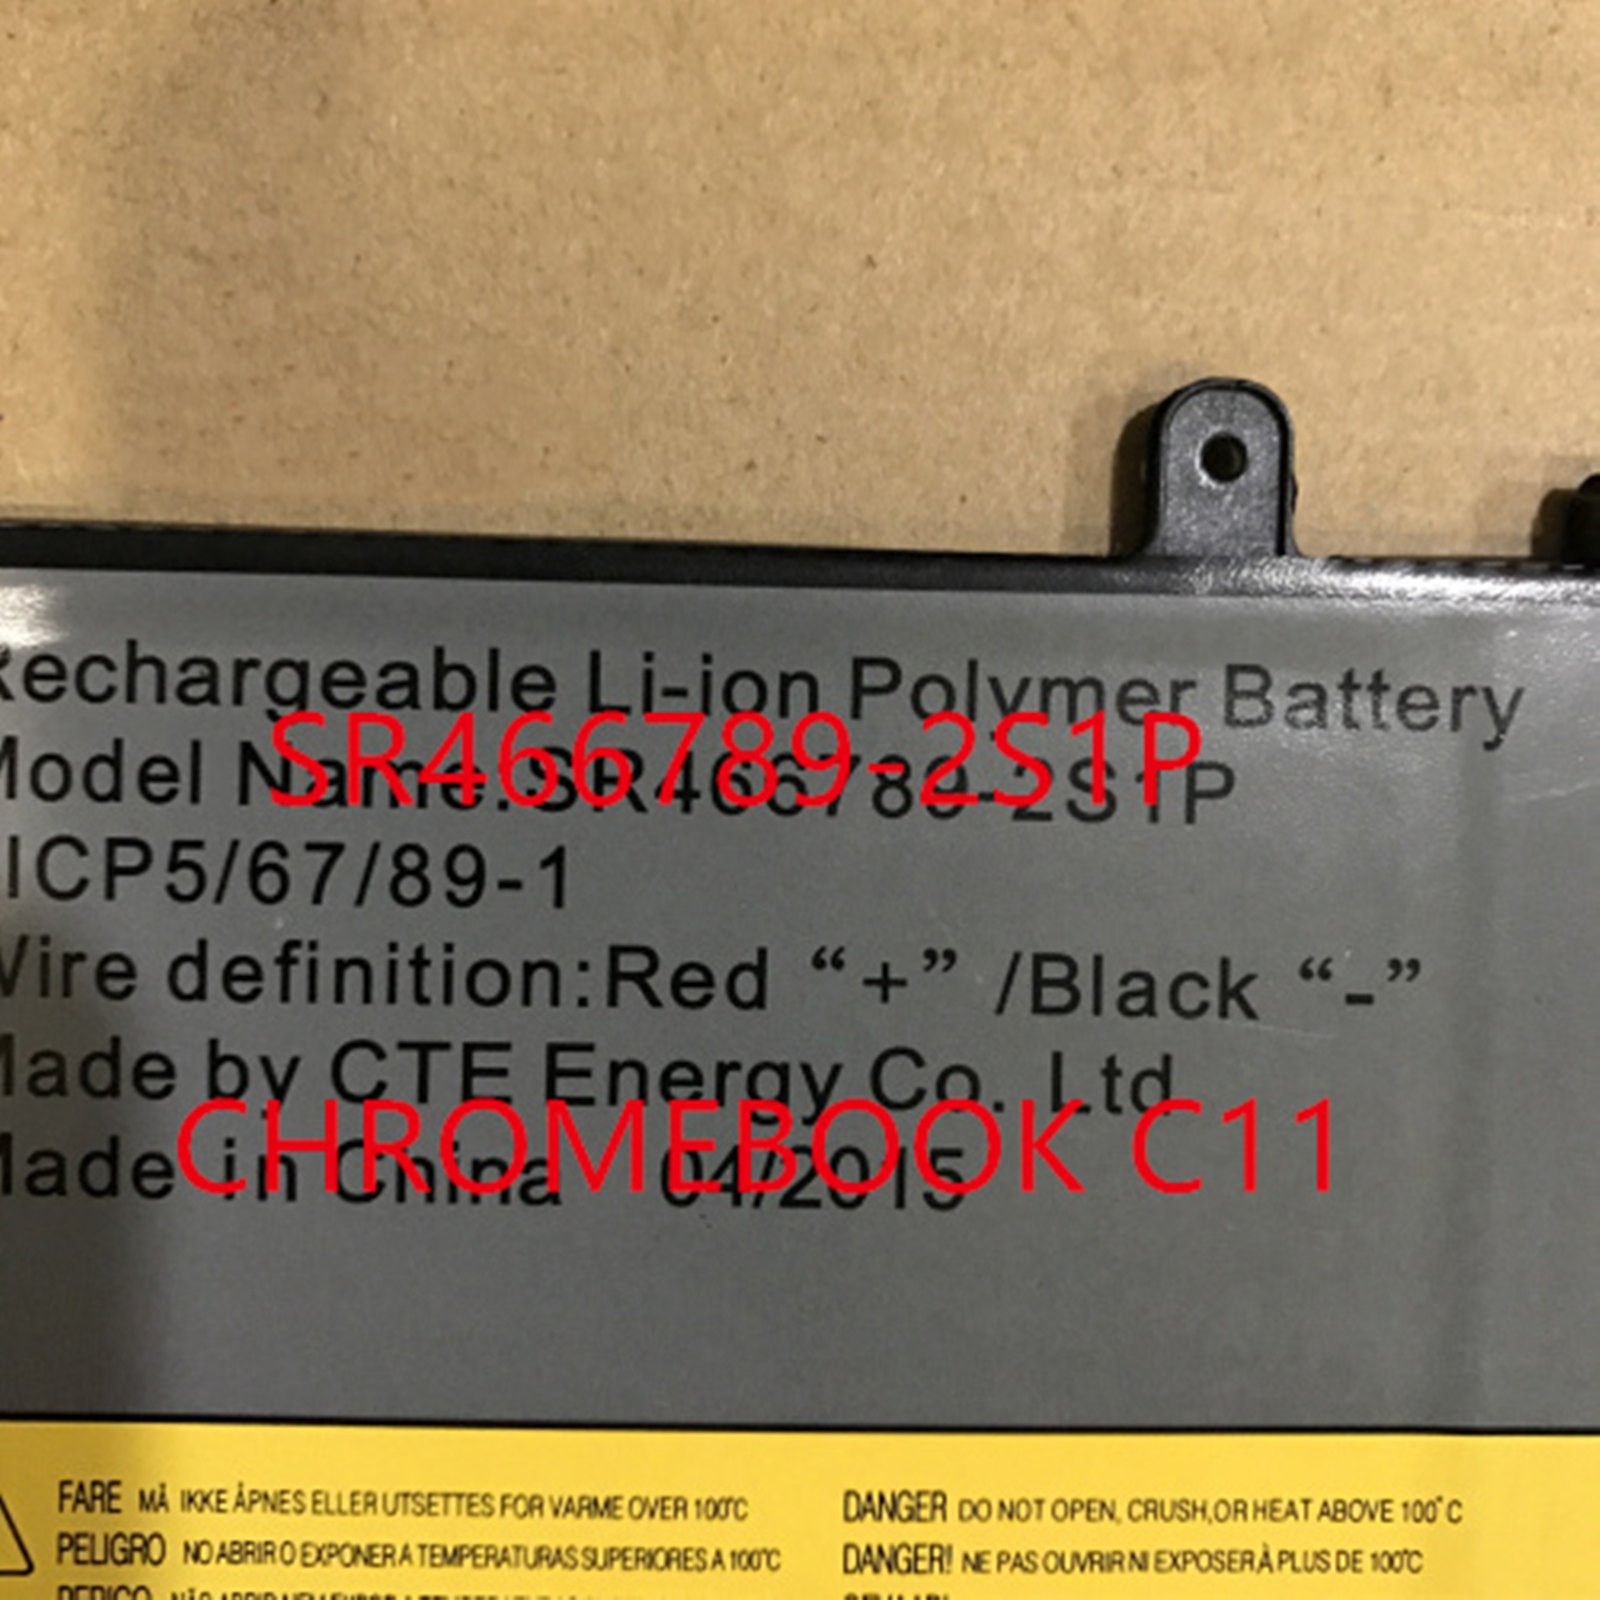 Rechargeable Li-ion Polymer Battery
SR466789-2S1P
Model Name:SR466789-2S1P
ICP5/67/89-1
Wire definition:Red “+” /Black “-”
Made by CTE Energy Co. Ltd
CHROMEBOOK C11
Made in China 04/2015
FARE MÅ IKKE ÅPNES ELLER UTSETTES FOR VARME OVER 100°C
PELIGRO NO ABRIR O EXPONER A TEMPERATURAS SUPERIORES A 100°C
DANGER DO NOT OPEN, CRUSH,OR HEAT ABOVE 100°C
DANGER! NE PAS OUVRIR NI EXPOSER À PLUS DE 100°C